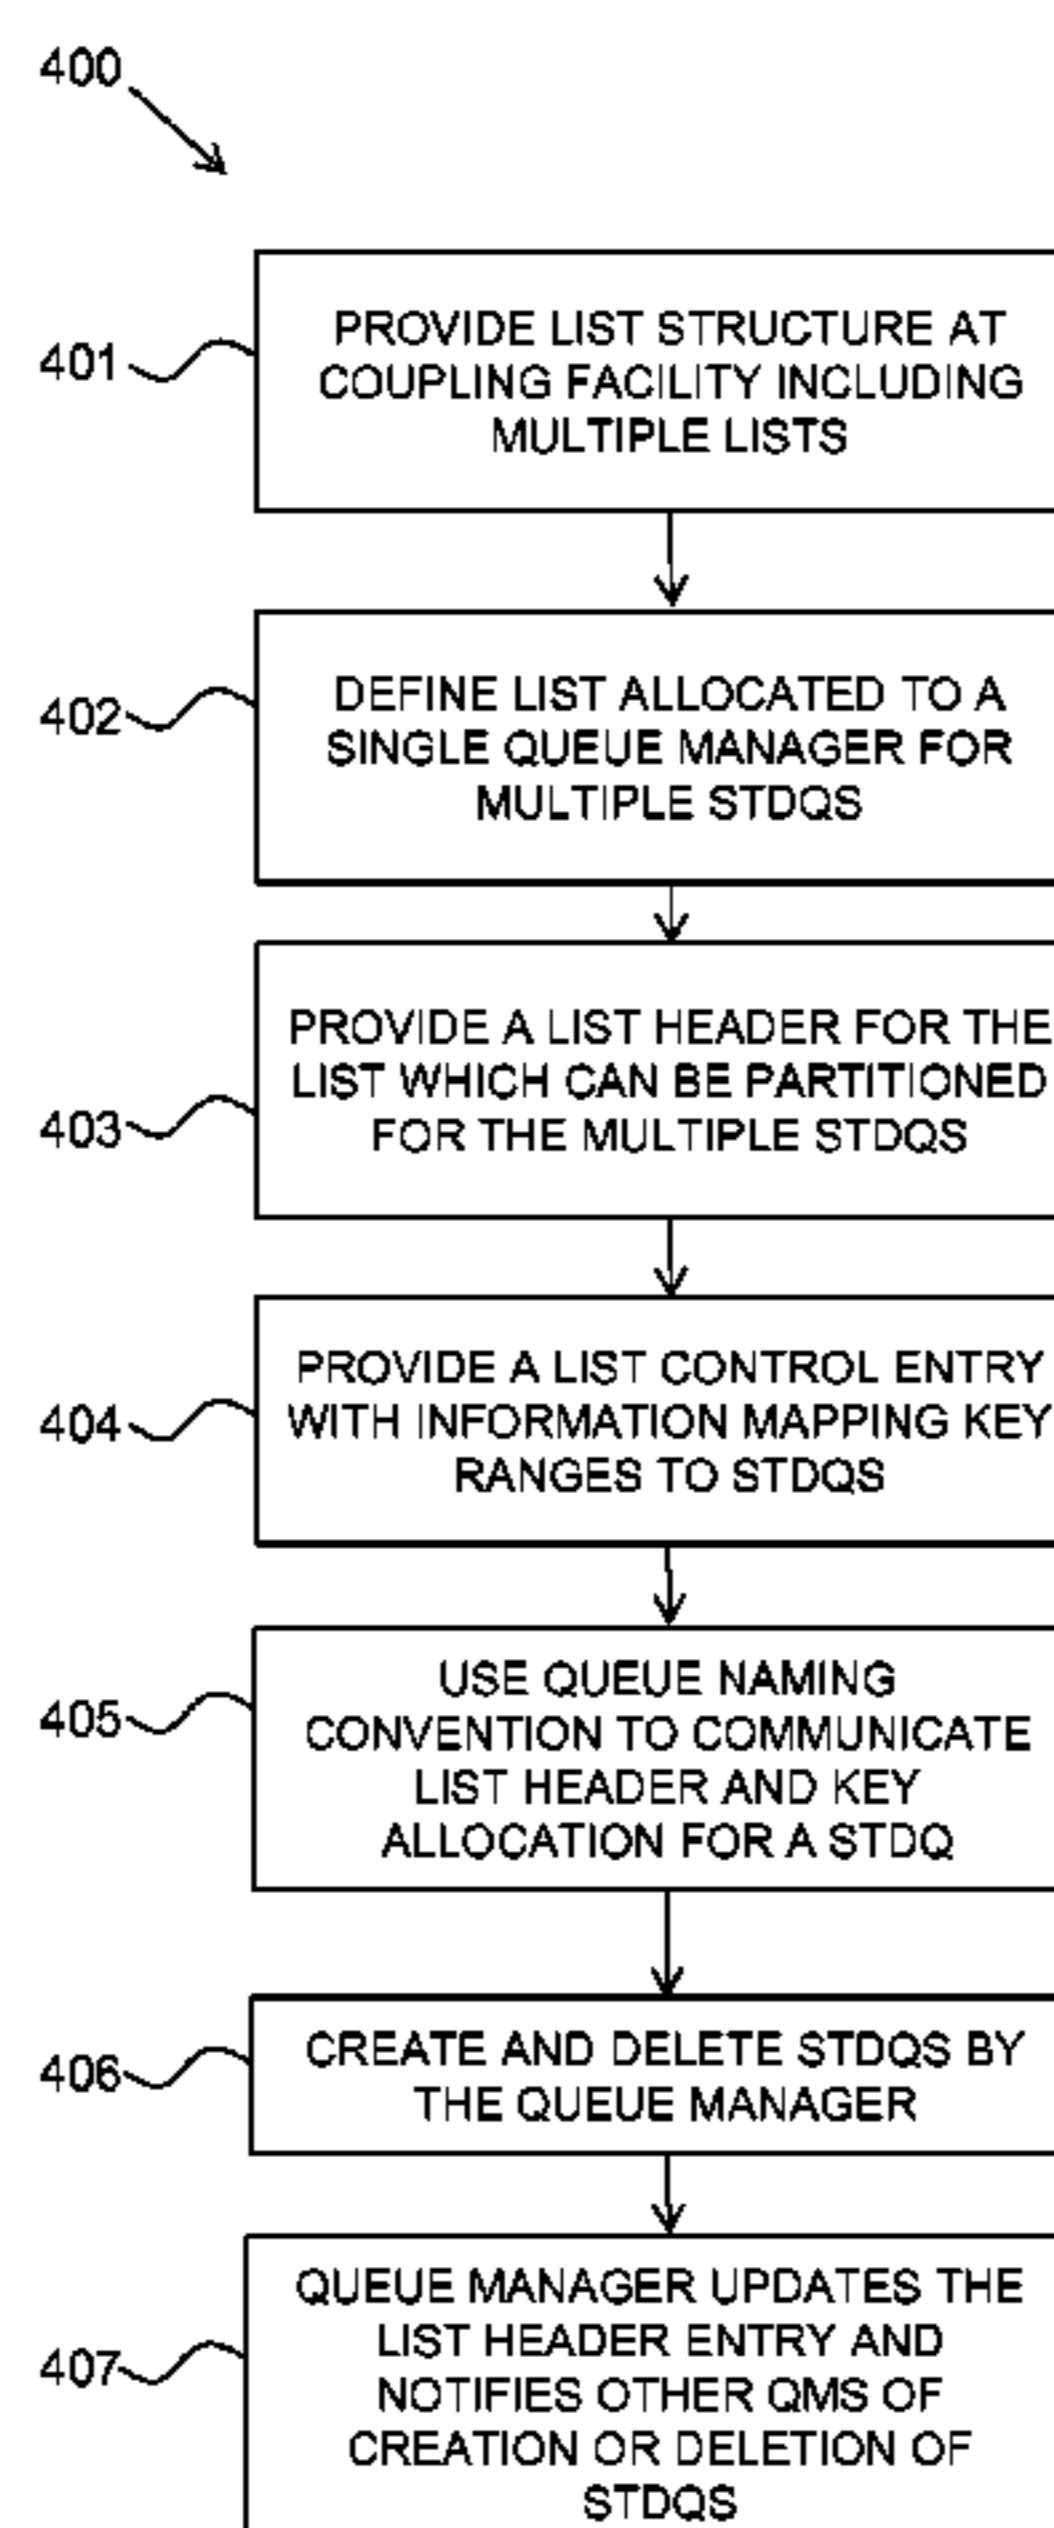 400
401
PROVIDE LIST STRUCTURE AT
COUPLING FACILITY INCLUDING
MULTIPLE LISTS
402
DEFINE LIST ALLOCATED TO A
SINGLE QUEUE MANAGER FOR
MULTIPLE STDQS
403
PROVIDE A LIST HEADER FOR THE
LIST WHICH CAN BE PARTITIONED
FOR THE MULTIPLE STDQS
404
PROVIDE A LIST CONTROL ENTRY
WITH INFORMATION MAPPING KEY
RANGES TO STDQS
405
USE QUEUE NAMING
CONVENTION TO COMMUNICATE
LIST HEADER AND KEY
ALLOCATION FOR A STDQ
406
CREATE AND DELETE STDQS BY
THE QUEUE MANAGER
407
QUEUE MANAGER UPDATES THE
LIST HEADER ENTRY AND
NOTIFIES OTHER QMS OF
CREATION OR DELETION OF
STDQS